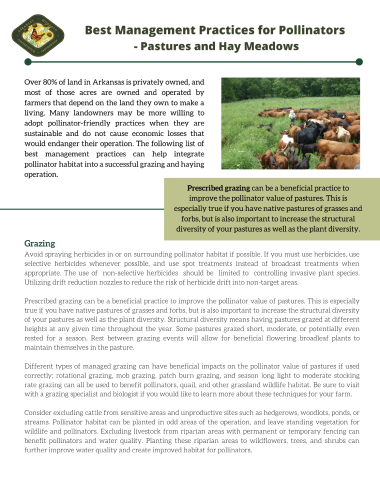 Best Management Practices for Pollinators
- Pastures and Hay Meadows
Over 80% of land in Arkansas is privately owned, and
most of those acres are owned and operated by
farmers that depend on the land they own to make a
living. Many landowners may be more willing to
adopt pollinator-friendly practices when they are
sustainable and do not cause economic losses that
would endanger their operation. The following list of
best management practices can help integrate
pollinator habitat into a successful grazing and haying
operation.
Prescribed grazing can be a beneficial practice to
improve the pollinator value of pastures. This is
especially true if you have native pastures of grasses and
forbs, but is also important to increase the structural
diversity of your pastures as well as the plant diversity.
Grazing
Avoid spraying herbicides in or on surrounding pollinator habitat if possible. If you must use herbicides, use
selective herbicides whenever possible, and use spot treatments instead of broadcast treatments when
appropriate. The use of non-selective herbicides should be limited to controlling invasive plant species.
Utilizing drift reduction nozzles to reduce the risk of herbicide drift into non-target areas.
Prescribed grazing can be a beneficial practice to improve the pollinator value of pastures. This is especially
true if you have native pastures of grasses and forbs, but is also important to increase the structural diversity
of your pastures as well as the plant diversity. Structural diversity means having pastures grazed at different
heights at any given time throughout the year. Some pastures grazed short, moderate, or potentially even
rested for a season. Rest between grazing events will allow for beneficial flowering broadleaf plants to
maintain themselves in the pasture.
Different types of managed grazing can have beneficial impacts on the pollinator value of pastures if used
correctly; rotational grazing, mob grazing, patch burn grazing, and season long light to moderate stocking
rate grazing can all be used to benefit pollinators, quail, and other grassland wildlife habitat. Be sure to visit
with a grazing specialist and biologist if you would like to learn more about these techniques for your farm.
Consider excluding cattle from sensitive areas and unproductive sites such as hedgerows, woodlots, ponds, or
streams. Pollinator habitat can be planted in odd areas of the operation, and leave standing vegetation for
wildlife and pollinators. Excluding livestock from riparian areas with permanent or temporary fencing can
benefit pollinators and water quality. Planting these riparian areas to wildflowers, trees, and shrubs can
further improve water quality and create improved habitat for pollinators.